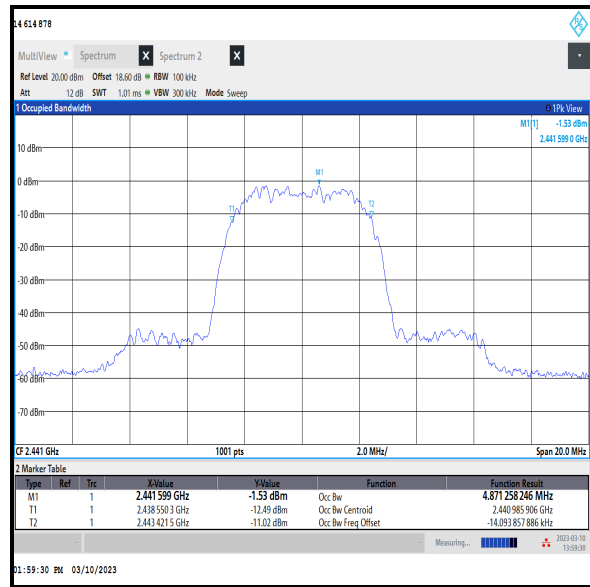 14 614 878
R&S
MultiView Spectrum X Spectrum 2 X
Ref Level 20.00 dBm Offset 18.60 dB RBW 100 kHz
Att 12 dB SWT 1.01 ms VBW 300 kHz Mode Sweep
1 Occupied Bandwidth 1Pk View
M1[1] -1.53 dBm
2.441 599 0 GHz
10 dBm
M1
0 dBm
T1
T2
-10 dBm
-20 dBm
-30 dBm
-40 dBm
-50 dBm
-60 dBm
-70 dBm
CF 2.441 GHz 1001 pts 2.0 MHz/ Span 20.0 MHz
2 Marker Table
Type Ref Trc X-Value Y-Value Function Function Result
M1 1 2.441 599 GHz -1.53 dBm Occ Bw 4.871 258 246 MHz
T1 1 2.438 550 3 GHz -12.49 dBm Occ Bw Centroid 2.440 985 906 GHz
T2 1 2.443 421 5 GHz -11.02 dBm Occ Bw Freq Offset -14.093 857 886 kHz
Measuring... 2023-03-10
13:59:30
01:59:30 PM 03/10/2023